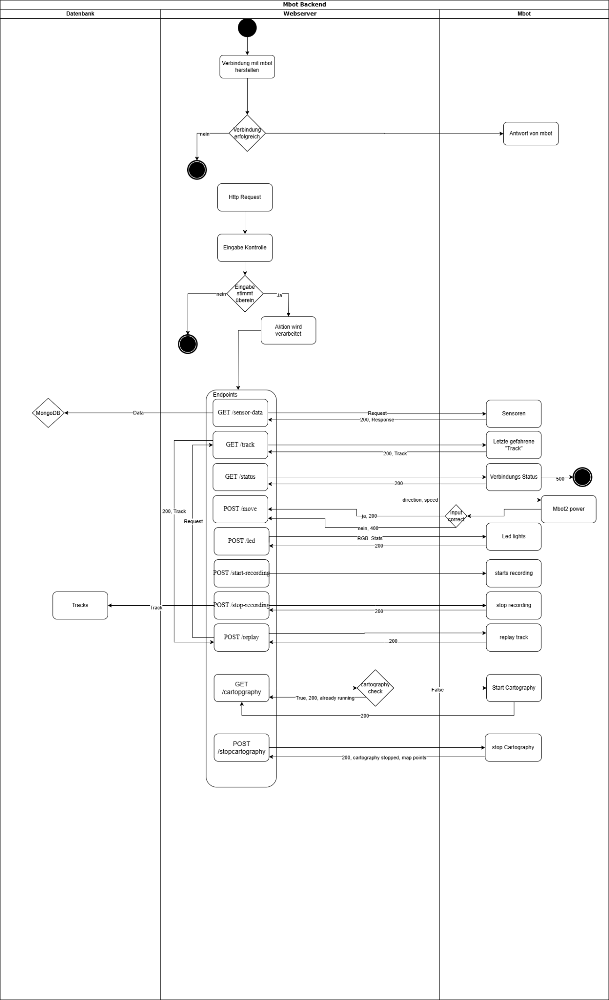 Mbot Backend
Datenbank
Webserver
Mbot
Verbindung mit mbot
herstellen
Verbindung
erfolgreich
nein
Antwort von mbot
Http Request
Eingabe Kontrolle
Eingabe
stimmt
überein
nein
Ja
Aktion wird
verarbeitet
Endpoints
MongoDB
Data
GET /sensor-data
Request
200, Response
Sensoren
GET /track
200, Track
Letzte gefahrene
"Track"
GET /status
200
Verbindungs Status
500
POST /move
direction, speed
Mbot2 power
input
correct
ja, 200
nein, 400
200, Track
Request
POST /led
RGB Stats
200
Led lights
POST /start-recording
starts recording
Tracks
Track
POST /stop-recording
200
stop recording
POST /replay
200
replay track
GET
/cartopgraphy
cartography
check
False
True, 200, already running
Start Cartography
200
POST
/stopcartography
200, cartography stopped, map points
stop Cartography